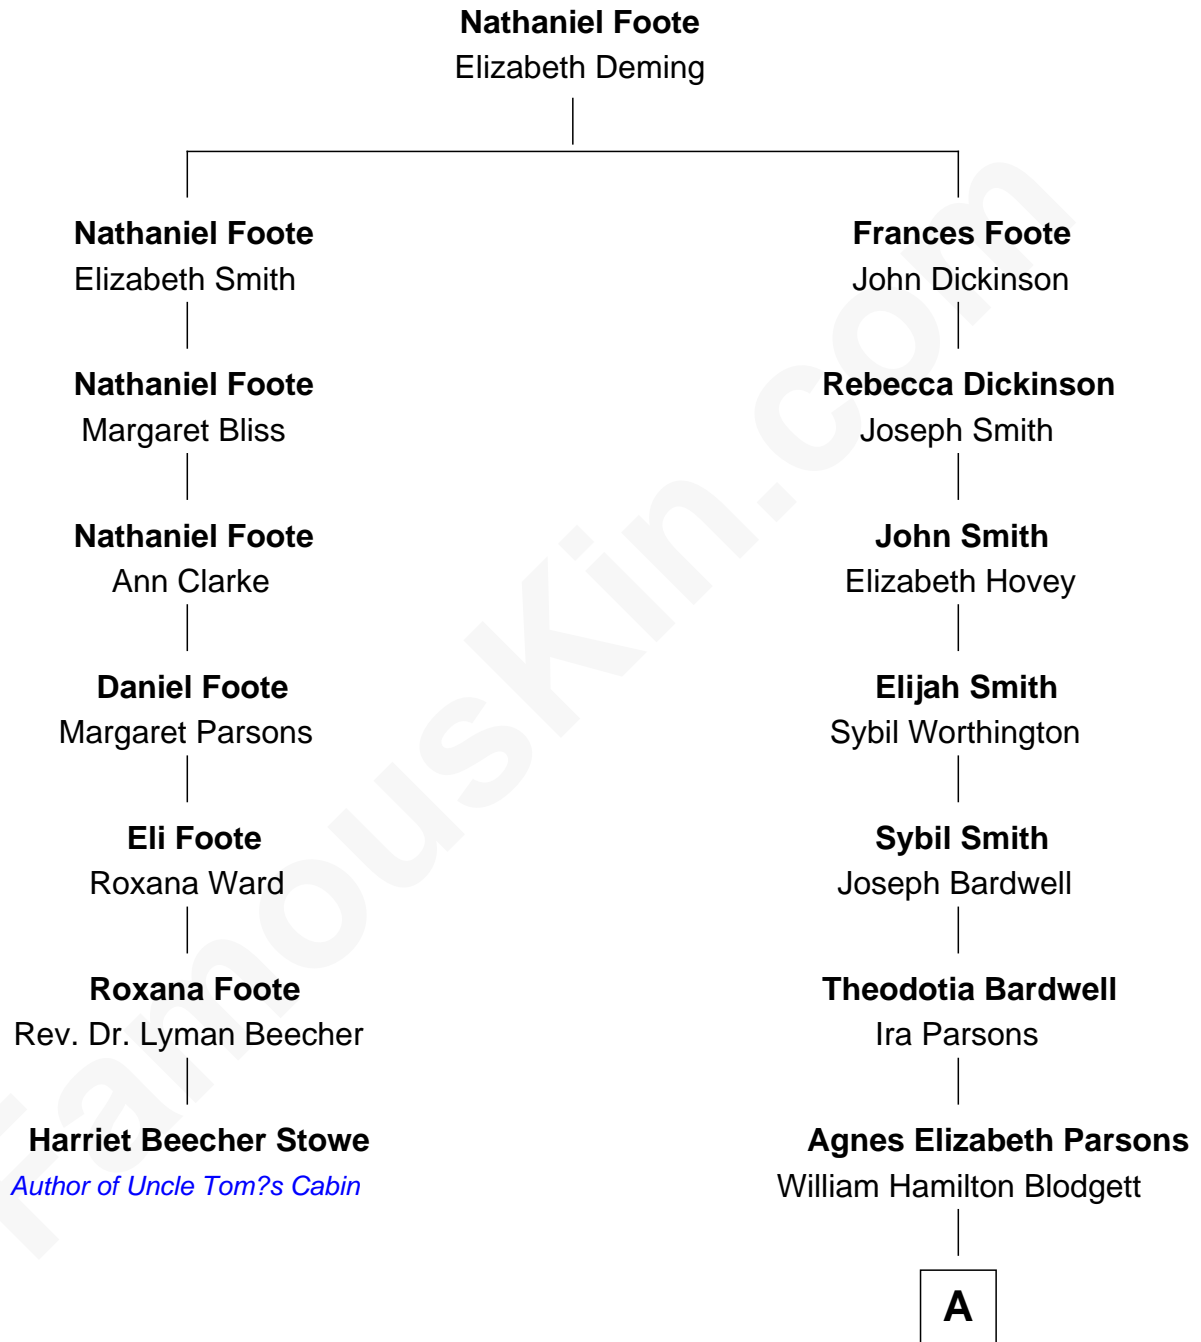 Nathaniel Foote
Elizabeth Deming
Nathaniel Foote
Elizabeth Smith
Frances Foote
John Dickinson
Nathaniel Foote
Margaret Bliss
Rebecca Dickinson
Joseph Smith
Nathaniel Foote
Ann Clarke
John Smith
Elizabeth Hovey
Daniel Foote
Margaret Parsons
Elijah Smith
Sybil Worthington
Eli Foote
Roxana Ward
Sybil Smith
Joseph Bardwell
Roxana Foote
Rev. Dr. Lyman Beecher
Theodotia Bardwell
Ira Parsons
Harriet Beecher Stowe
Author of Uncle Tom?s Cabin
Agnes Elizabeth Parsons
William Hamilton Blodgett
A
FamousKin.com